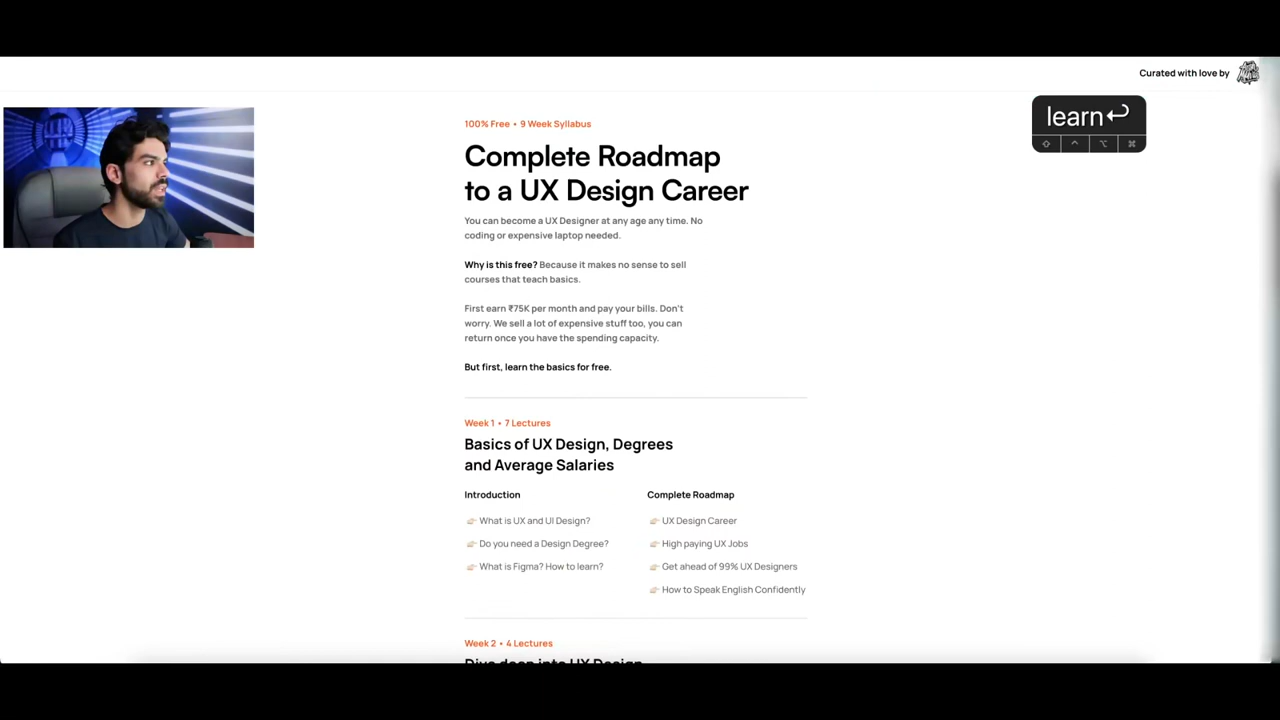 Curated with love by
learn
100% Free • 9 Week Syllabus
Complete Roadmap
to a UX Design Career
You can become a UX Designer at any age any time. No
coding or expensive laptop needed.
Why is this free? Because it makes no sense to sell
courses that teach basics.
First earn ₹75K per month and pay your bills. Don't
worry. We sell a lot of expensive stuff too, you can
return once you have the spending capacity.
But first, learn the basics for free.
Week 1 • 7 Lectures
Basics of UX Design, Degrees
and Average Salaries
Introduction
👉🏻 What is UX and UI Design?
👉🏻 Do you need a Design Degree?
👉🏻 What is Figma? How to learn?
Complete Roadmap
👉🏻 UX Design Career
👉🏻 High paying UX Jobs
👉🏻 Get ahead of 99% UX Designers
👉🏻 How to Speak English Confidently
Week 2 • 4 Lectures
Dive deep into UX Design